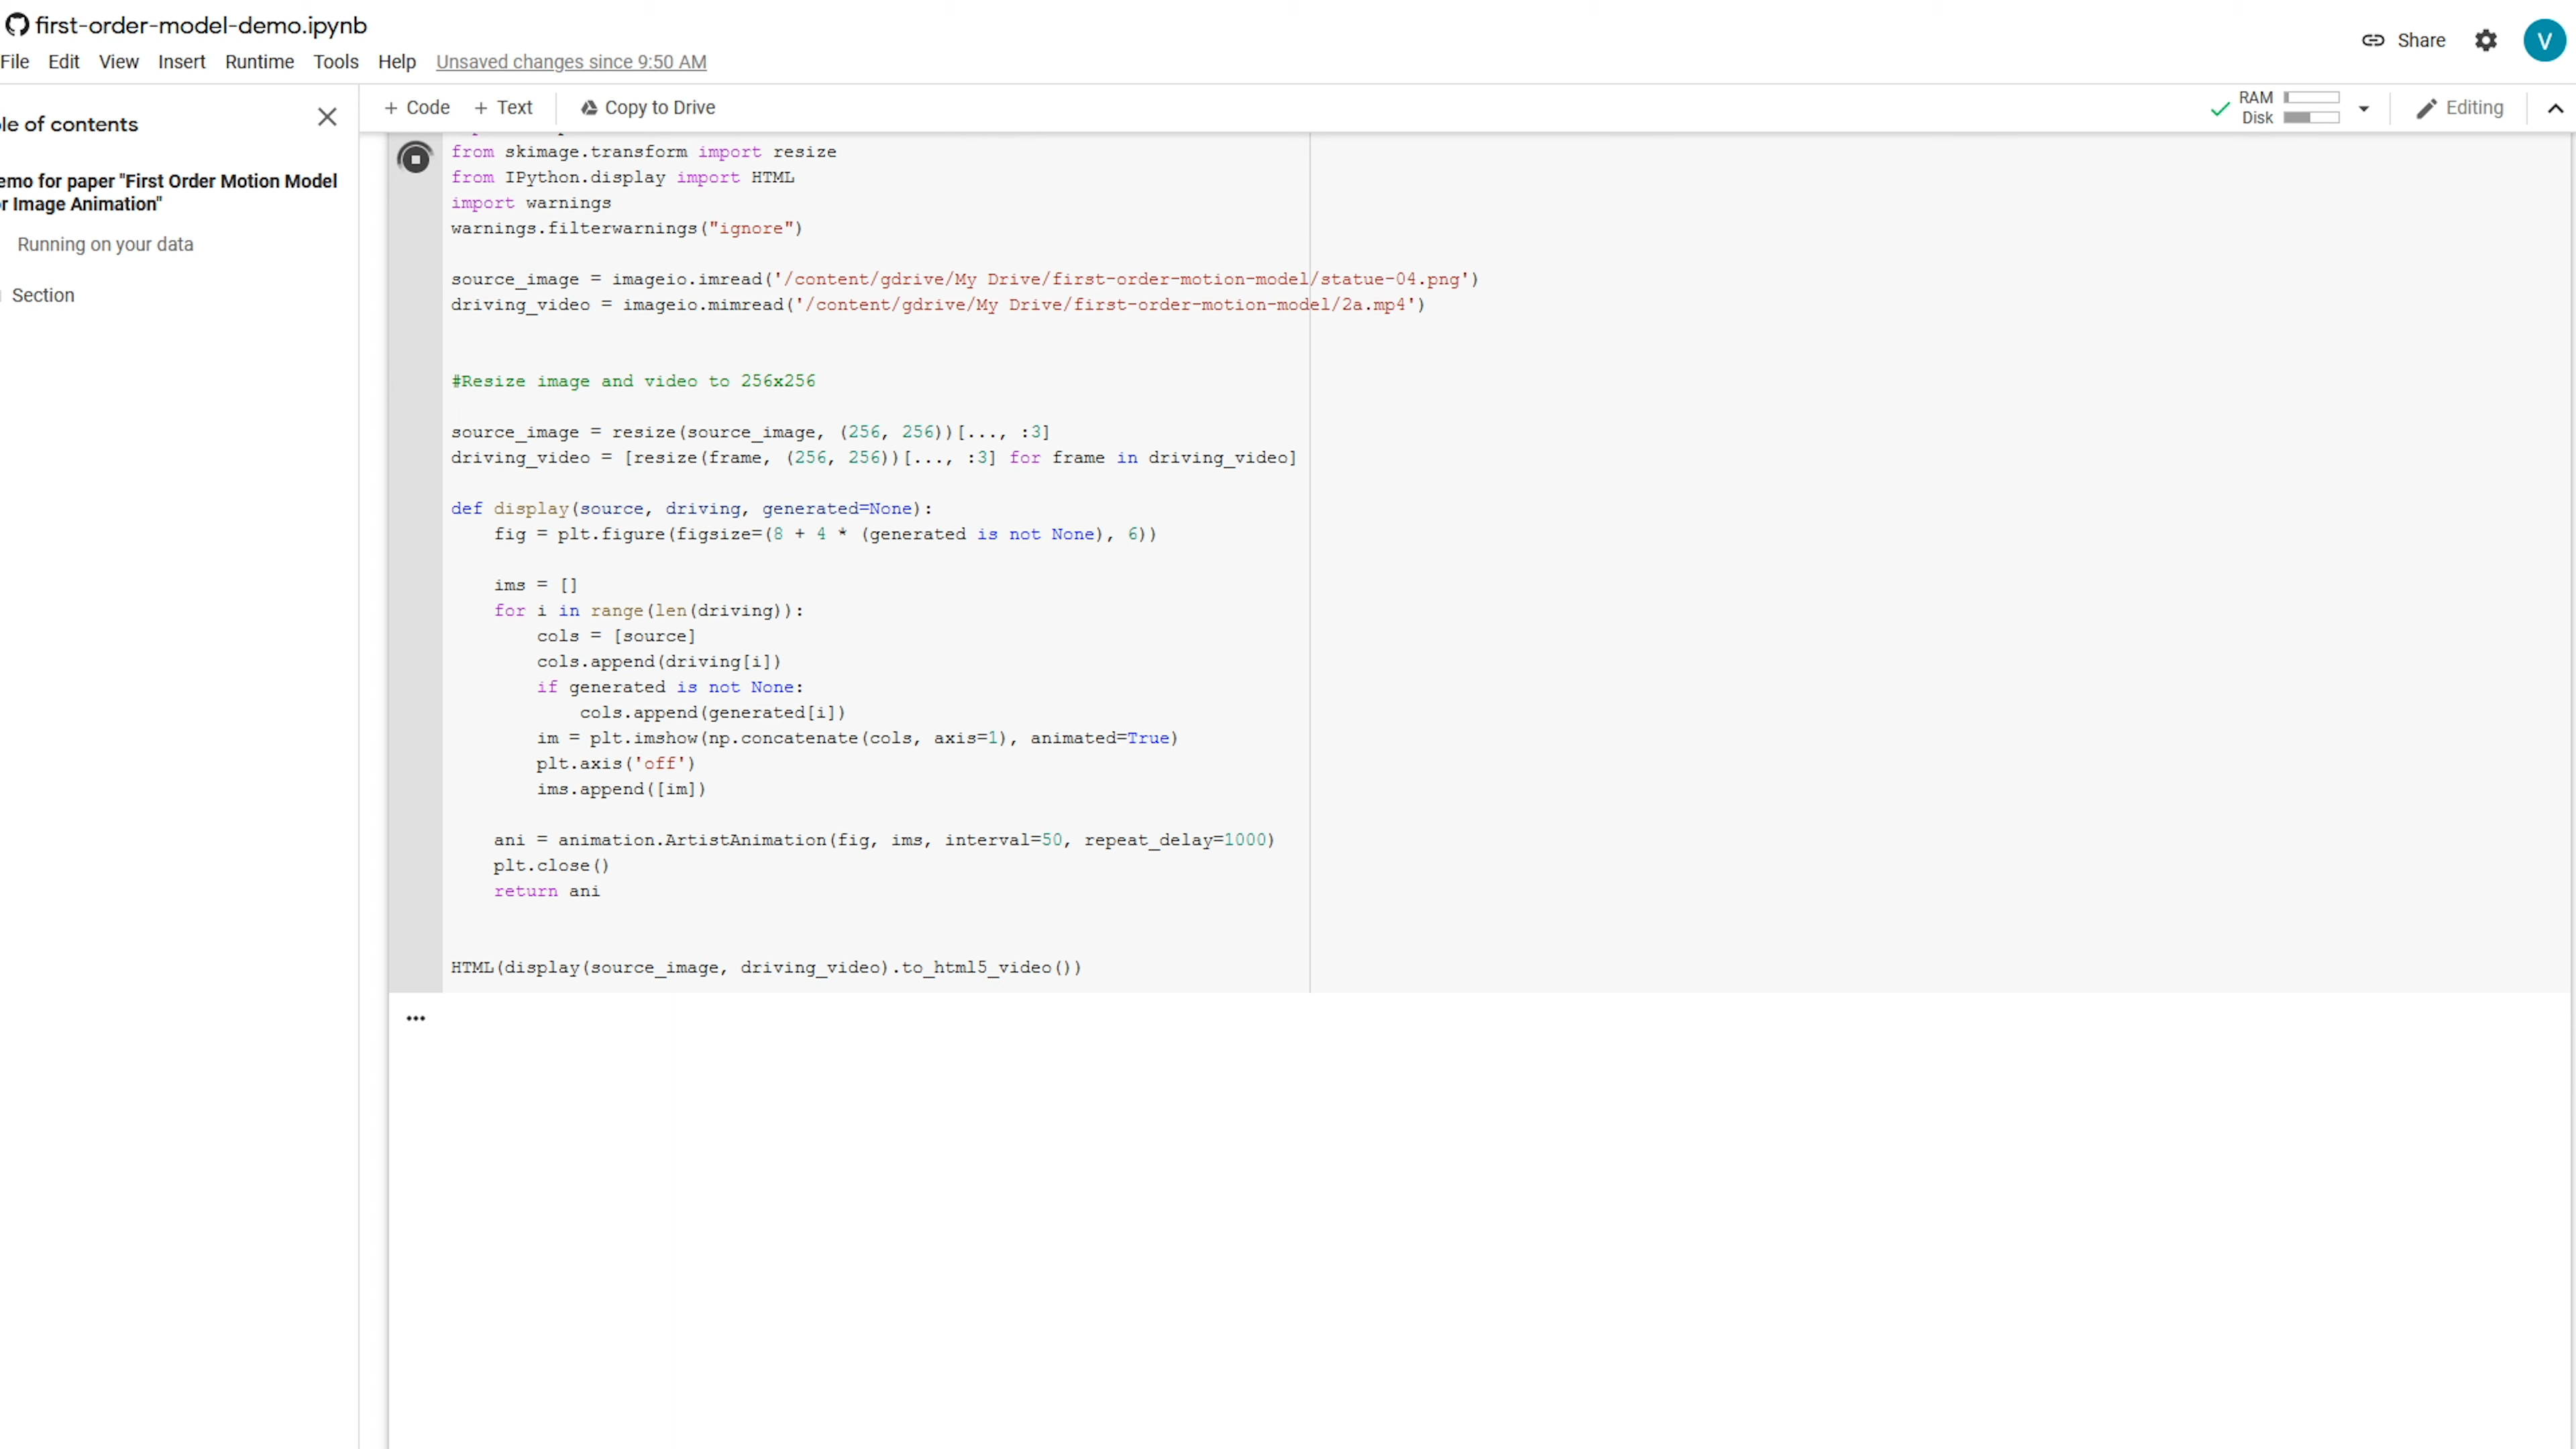 first-order-model-demo.ipynb
File Edit View Insert Runtime Tools Help Unsaved changes since 9:50 AM
Share
V
le of contents
emo for paper "First Order Motion Model
r Image Animation"
Running on your data
Section
+ Code + Text Copy to Drive
RAM
Disk
Editing
from skimage.transform import resize
from IPython.display import HTML
import warnings
warnings.filterwarnings("ignore")
source_image = imageio.imread('/content/gdrive/My Drive/first-order-motion-model/statue-04.png')
driving_video = imageio.mimread('/content/gdrive/My Drive/first-order-motion-model/2a.mp4')
#Resize image and video to 256x256
source_image = resize(source_image, (256, 256))[..., :3]
driving_video = [resize(frame, (256, 256))[..., :3] for frame in driving_video]
def display(source, driving, generated=None):
    fig = plt.figure(figsize=(8 + 4 * (generated is not None), 6))
    ims = []
    for i in range(len(driving)):
        cols = [source]
        cols.append(driving[i])
        if generated is not None:
            cols.append(generated[i])
        im = plt.imshow(np.concatenate(cols, axis=1), animated=True)
        plt.axis('off')
        ims.append([im])
    ani = animation.ArtistAnimation(fig, ims, interval=50, repeat_delay=1000)
    plt.close()
    return ani
HTML(display(source_image, driving_video).to_html5_video())